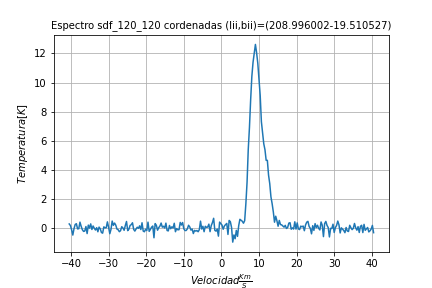 Espectro sdf_120_120 cordenadas (lii,bii)=(208.996002-19.510527)
Temperatura[K]
12
10
8
6
4
2
0
−40 −30 −20 −10 0 10 20 30 40
Velocidad Km/S